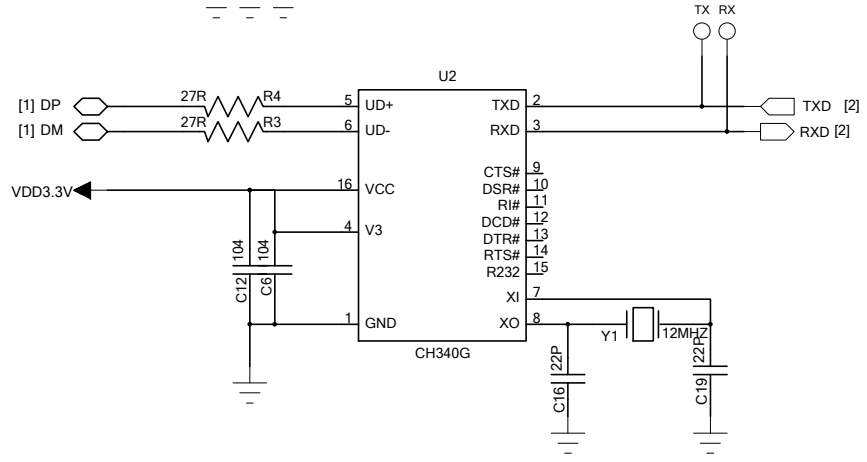 TX RX
U2
[1] DP 27R R4 5 UD+ TXD 2 TXD [2]
[1] DM 27R R3 6 UD- RXD 3 RXD [2]
CTS# 9
VDD3.3V 16 VCC DSR# 10
RI# 11
DCD# 12
4 V3 DTR# 13
RTS# 14
R232 15
C12 104
C6 104
XI 7
1 GND XO 8 Y1 12MHZ
CH340G
C16 22P
C19 22P